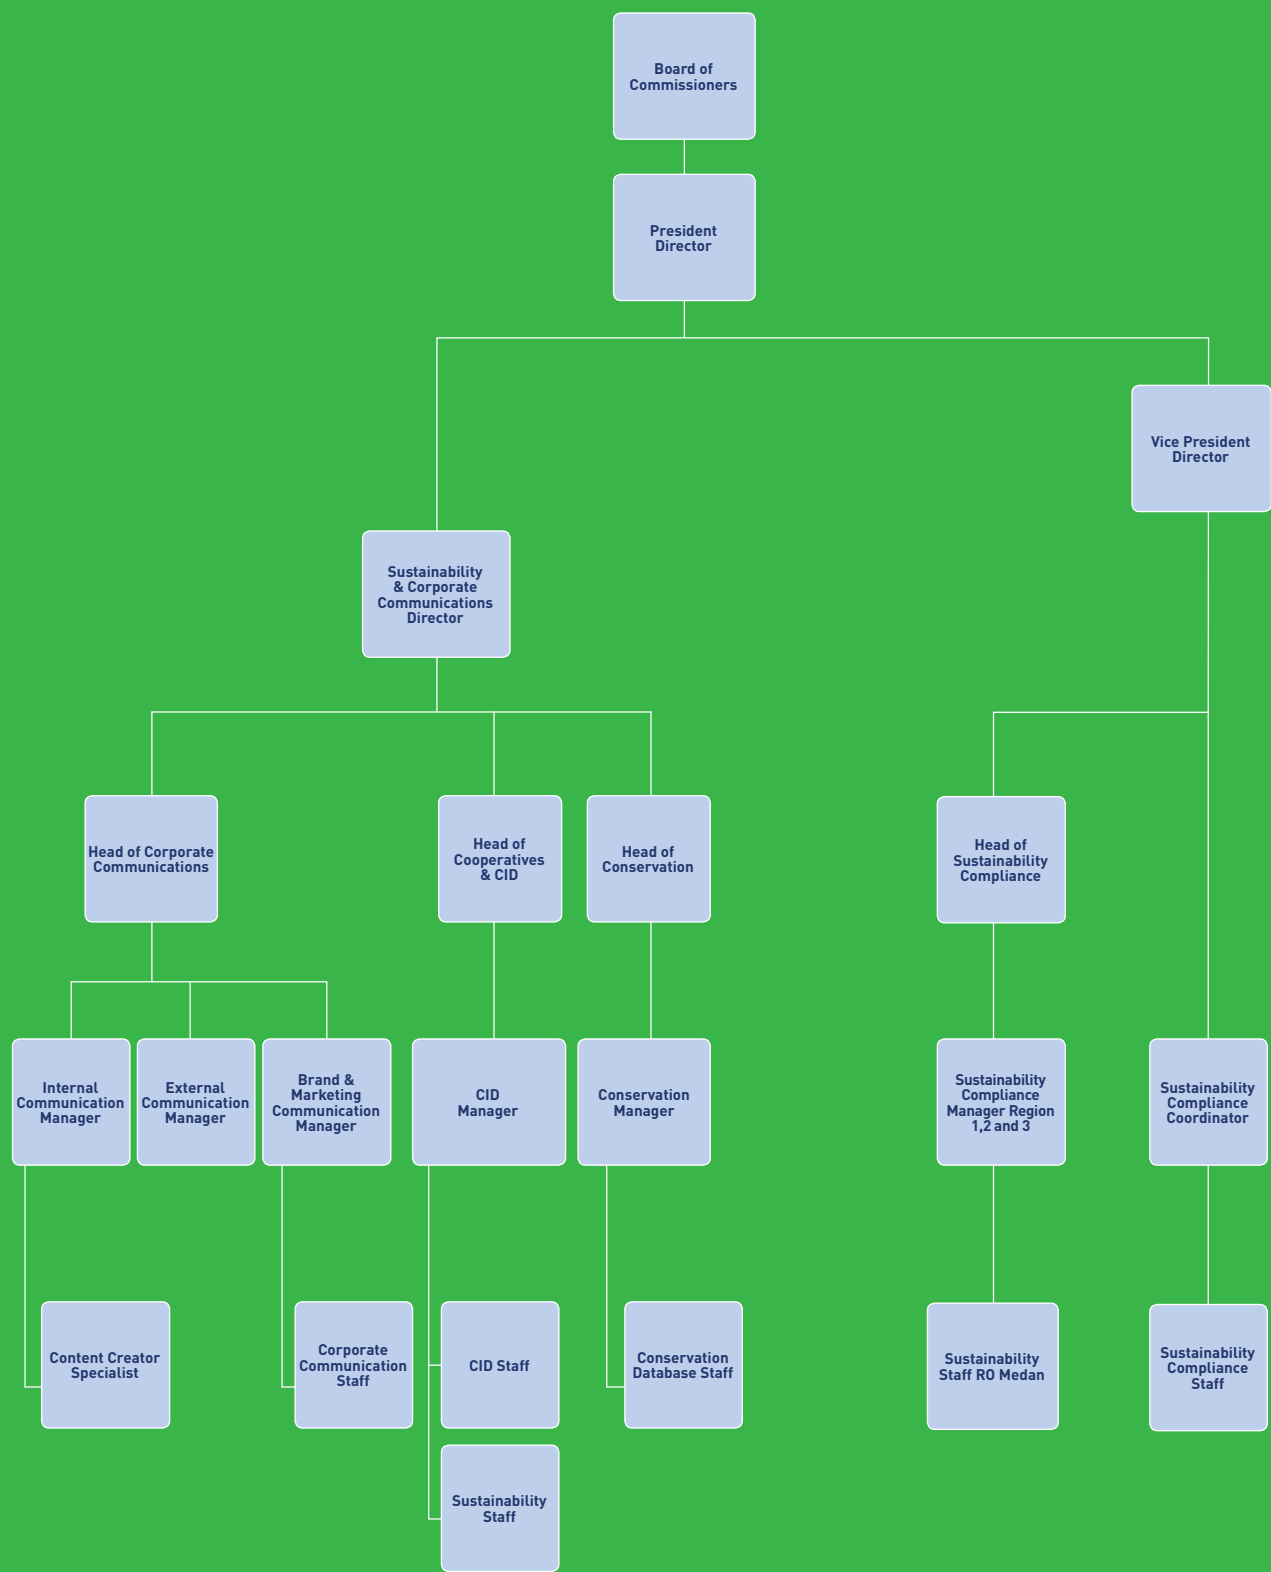 Board of
Commissioners
President
Director
Vice President
Director
Sustainability
& Corporate
Communications
Director
Head of Corporate
Communications
Head of
Cooperatives
& CID
Head of
Conservation
Head of
Sustainability
Compliance
Internal
Communication
Manager
External
Communication
Manager
Brand &
Marketing
Communication
Manager
CID
Manager
Conservation
Manager
Sustainability
Compliance
Manager Region
1,2 and 3
Sustainability
Compliance
Coordinator
Content Creator
Specialist
Corporate
Communication
Staff
CID Staff
Conservation
Database Staff
Sustainability
Staff RO Medan
Sustainability
Compliance
Staff
Sustainability
Staff